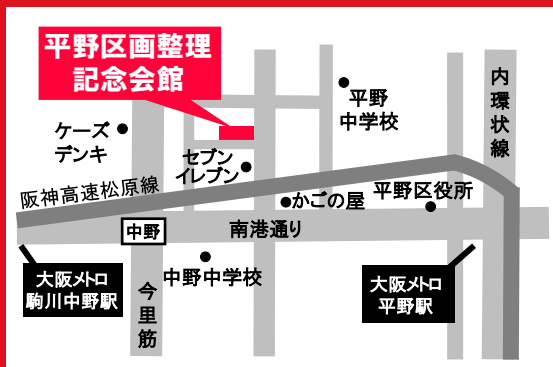 平野区画整理
記念会館
内環状線
平野
中学校
ケーズ
デンキ
セブン
イレブン
阪神高速松原線
かごの屋
平野区役所
中野
南港通り
中野中学校
大阪メトロ
駒川中野駅
今里筋
大阪メトロ
平野駅